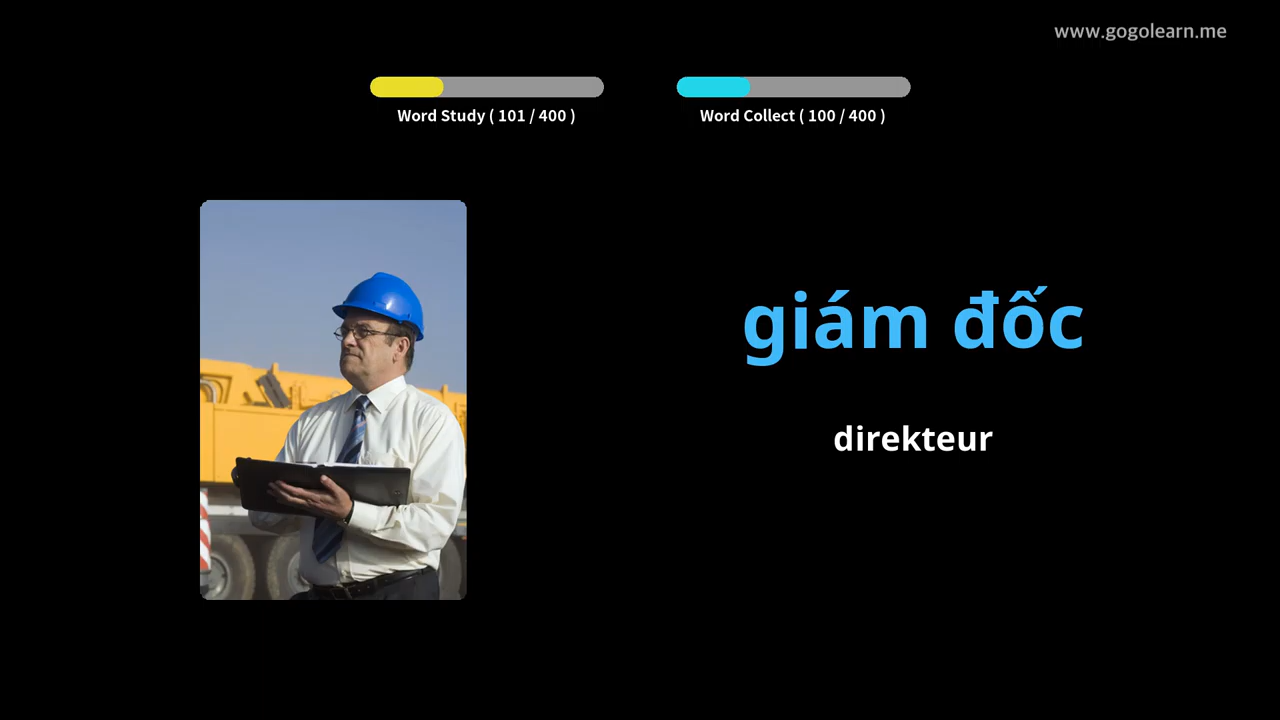 www.gogolearn.me
Word Study ( 101 / 400 )
Word Collect ( 100 / 400 )
giám đốc
direkteur